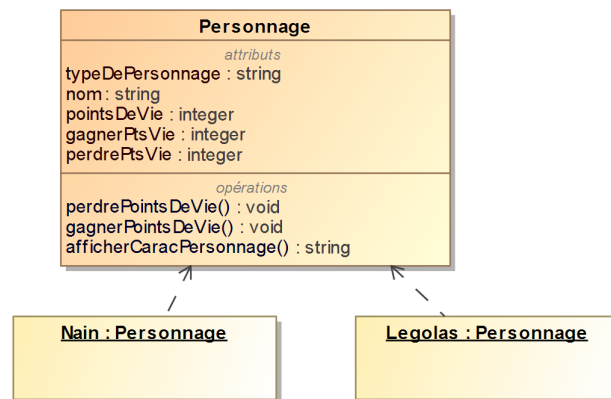 Personnage
attributs
typeDePersonnage : string
nom : string
pointsDeVie : integer
gagnerPtsVie : integer
perdrePtsVie : integer
opérations
perdrePointsDeVie() : void
gagnerPointsDeVie() : void
afficherCaracPersonnage() : string
Nain : Personnage
Legolas : Personnage